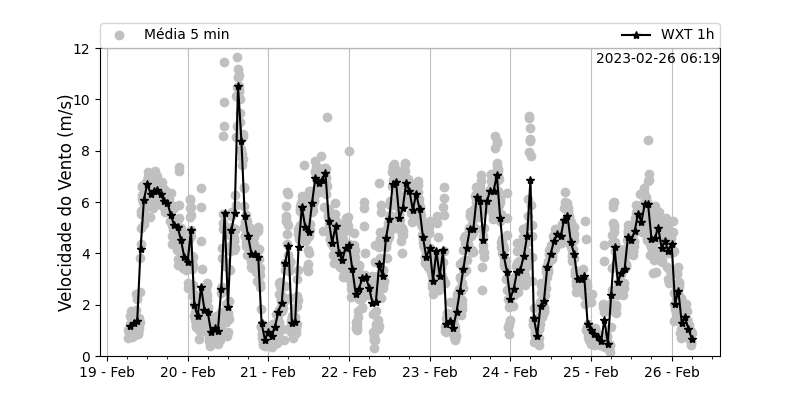 Média 5 min
WXT 1h
2023-02-26 06:19
Velocidade do Vento (m/s)
12
10
8
6
4
2
0
19 - Feb
20 - Feb
21 - Feb
22 - Feb
23 - Feb
24 - Feb
25 - Feb
26 - Feb